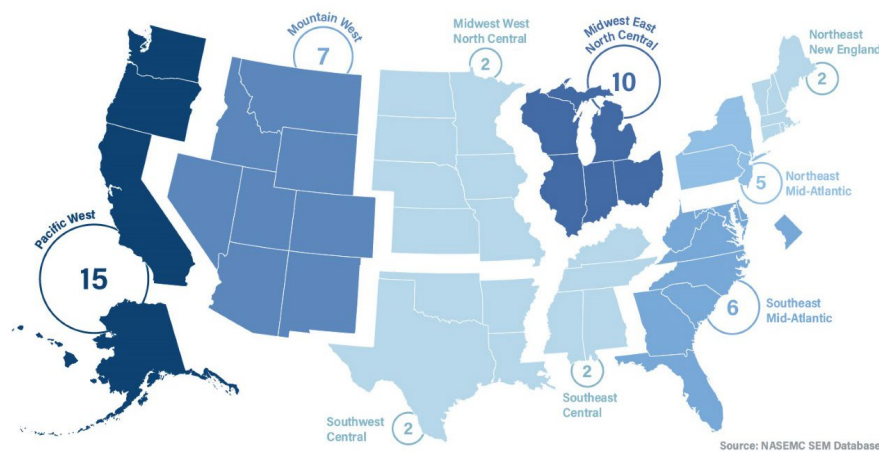 Mountain West
7
Midwest West
North Central
2
Midwest East
North Central
10
Northeast
New England
2
5
Northeast
Mid-Atlantic
Pacific West
15
6
Southeast
Mid-Atlantic
2
Southeast
Central
Southwest
Central
2
Source: NASEMC SEM Database